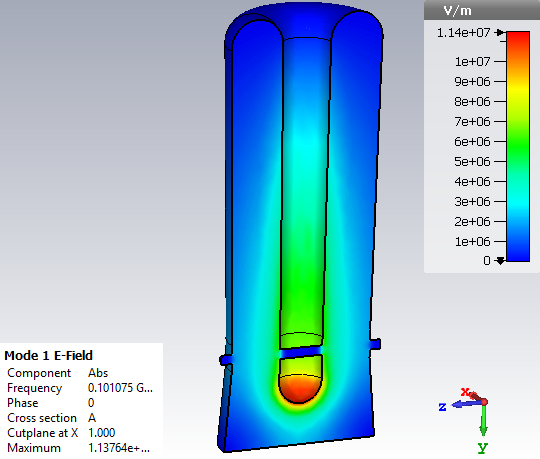 V/m
1.14e+07
1e+07
9e+06
8e+06
7e+06
6e+06
5e+06
4e+06
3e+06
2e+06
1e+06
0
Mode 1 E-Field
Component Abs
Frequency 0.101075 G...
Phase 0
Cross section A
Cutplane at X 1.000
Maximum 1.13764e+...
x
z
y